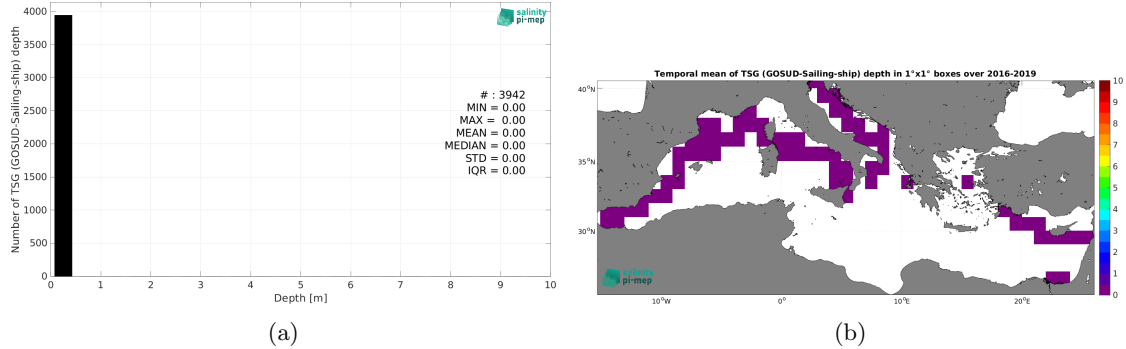 4000
3500
3000
2500
2000
1500
1000
500
0
Number of TSG (GOSUD-Sailing-ship) depth
salinity
pi-mep
# : 3942
MIN = 0.00
MAX = 0.00
MEAN = 0.00
MEDIAN = 0.00
STD = 0.00
IQR = 0.00
0 1 2 3 4 5 6 7 8 9 10
Depth [m]
(a)
Temporal mean of TSG (GOSUD-Sailing-ship) depth in 1°x1° boxes over 2016-2019
40°N
35°N
30°N
salinity
pi-mep
10°W 0° 10°E 20°E
10
9
8
7
6
5
4
3
2
1
0
(b)